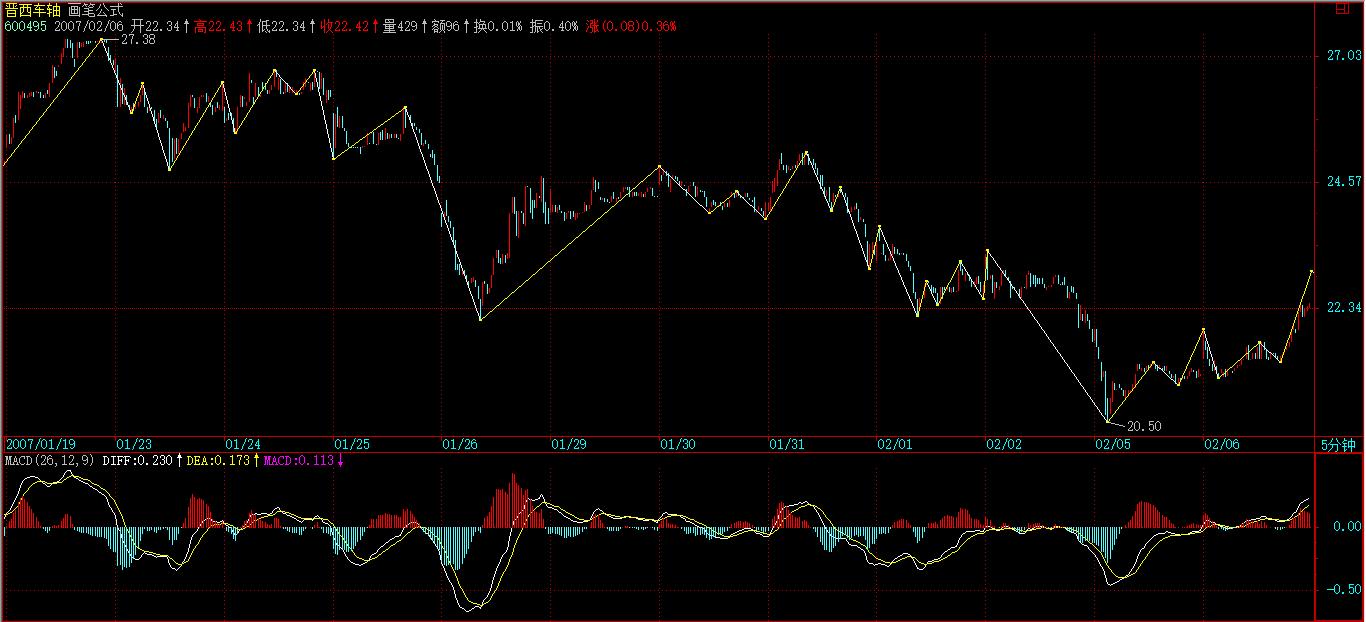 晋西车轴 画笔公式
600495 2007/02/06 开22.34↑高22.43↑低22.34↑收22.42↑量429↑额96↑换0.01% 振0.40% 涨(0.08)0.36%
27.38
27.03
24.57
22.34
20.50
2007/01/19 01/23 01/24 01/25 01/26 01/29 01/30 01/31 02/01 02/02 02/05 02/06 5分钟
MACD(26,12,9) DIFF:0.230↑DEA:0.173↑MACD:0.113↓
0.00
-0.50